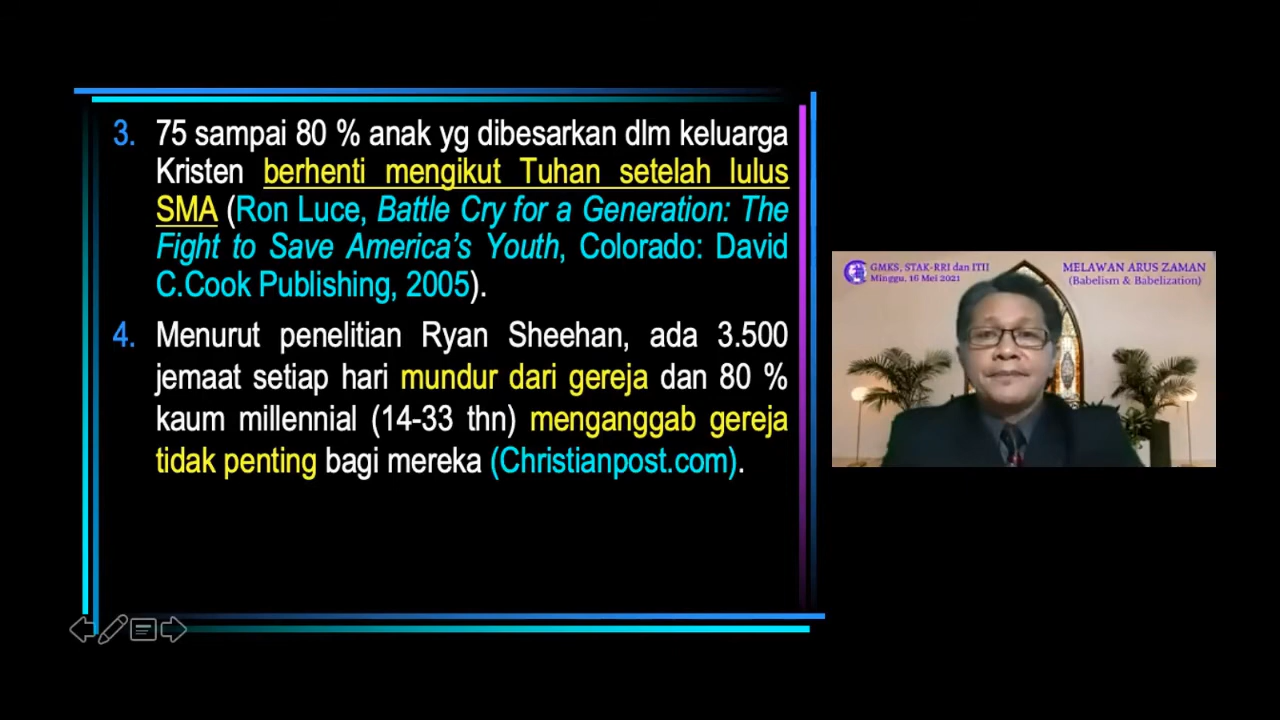 3. 75 sampai 80 % anak yg dibesarkan dlm keluarga
Kristen berhenti mengikut Tuhan setelah lulus
SMA (Ron Luce, Battle Cry for a Generation: The
Fight to Save America’s Youth, Colorado: David
C.Cook Publishing, 2005).
4. Menurut penelitian Ryan Sheehan, ada 3.500
jemaat setiap hari mundur dari gereja dan 80 %
kaum millennial (14-33 thn) menganggab gereja
tidak penting bagi mereka (Christianpost.com).
GMKS, STAK-RRI dan ITII
Minggu, 16 Mei 2021
MELAWAN ARUS ZAMAN
(Babelism & Babelization)